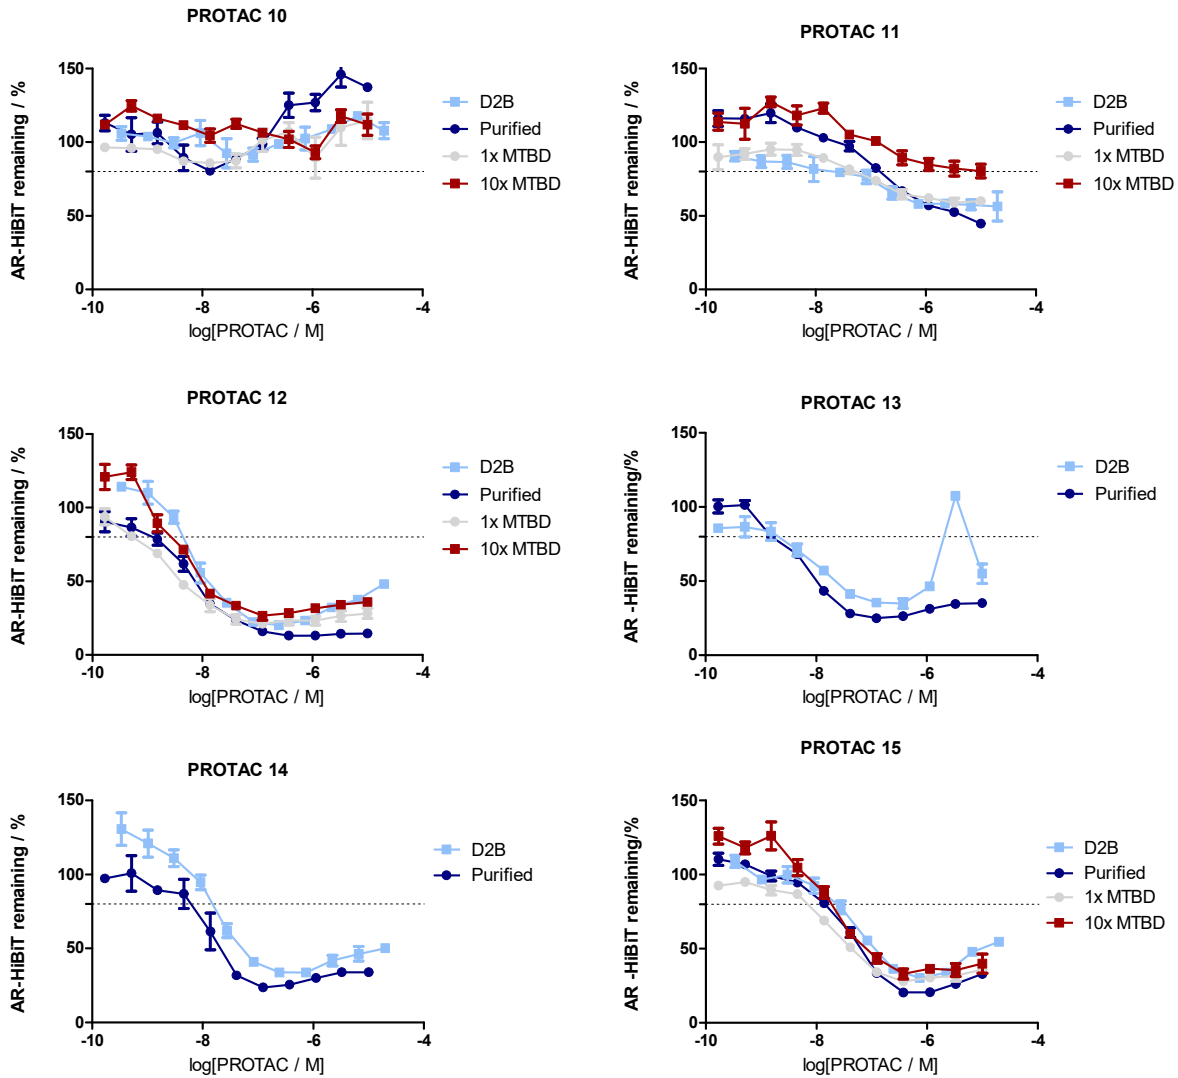 PROTAC 10
AR-HiBiT remaining / %
150
100
50
0
-10
-8
-6
-4
log[PROTAC / M]
D2B
Purified
1x MTBD
10x MTBD
PROTAC 11
AR-HiBiT remaining / %
150
100
50
0
-10
-8
-6
-4
log[PROTAC / M]
D2B
Purified
1x MTBD
10x MTBD
PROTAC 12
AR-HiBiT remaining / %
150
100
50
0
-10
-8
-6
-4
log[PROTAC / M]
D2B
Purified
1x MTBD
10x MTBD
PROTAC 13
AR -HiBiT remaining/%
150
100
50
0
-10
-8
-6
-4
log[PROTAC / M]
D2B
Purified
PROTAC 14
AR-HiBiT remaining / %
150
100
50
0
-10
-8
-6
-4
log[PROTAC / M]
D2B
Purified
PROTAC 15
AR -HiBiT remaining/%
150
100
50
0
-10
-8
-6
-4
log[PROTAC / M]
D2B
Purified
1x MTBD
10x MTBD